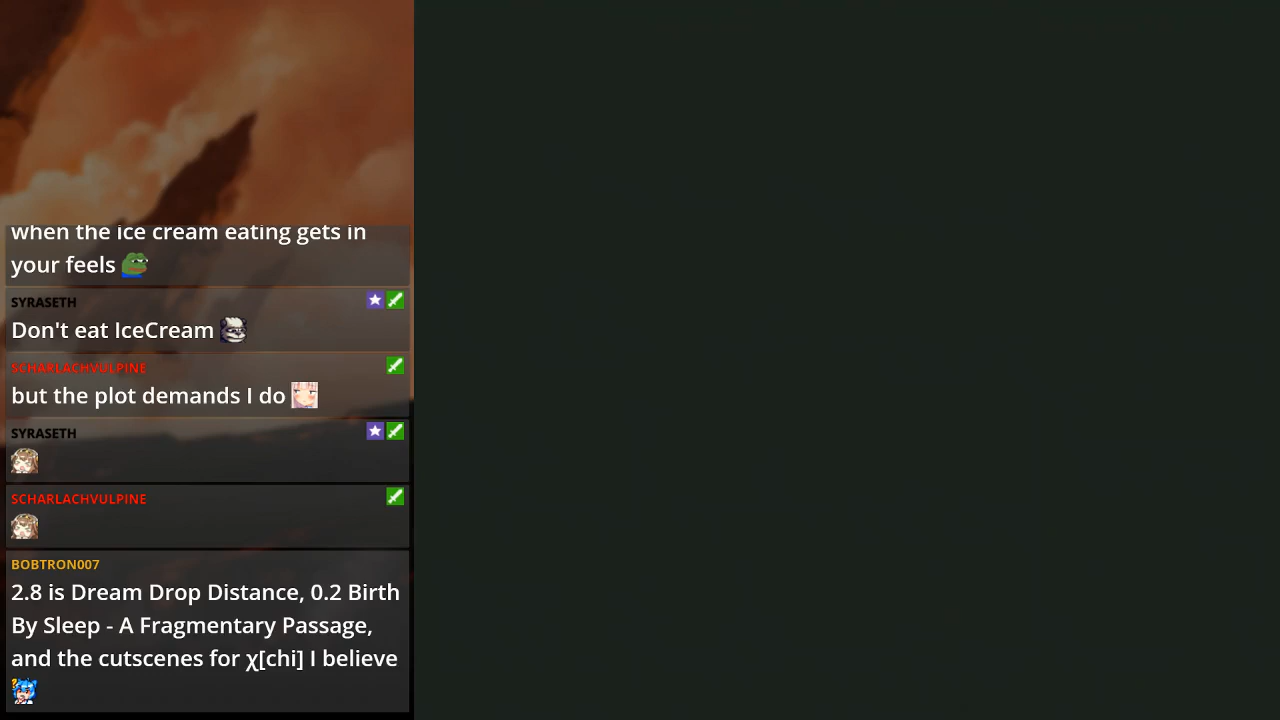 when the ice cream eating gets in
your feels
SYRASETH
Don't eat IceCream
SCHARLACHVULPINE
but the plot demands I do
SYRASETH
SCHARLACHVULPINE
BOBTRON007
2.8 is Dream Drop Distance, 0.2 Birth
By Sleep - A Fragmentary Passage,
and the cutscenes for χ[chi] I believe